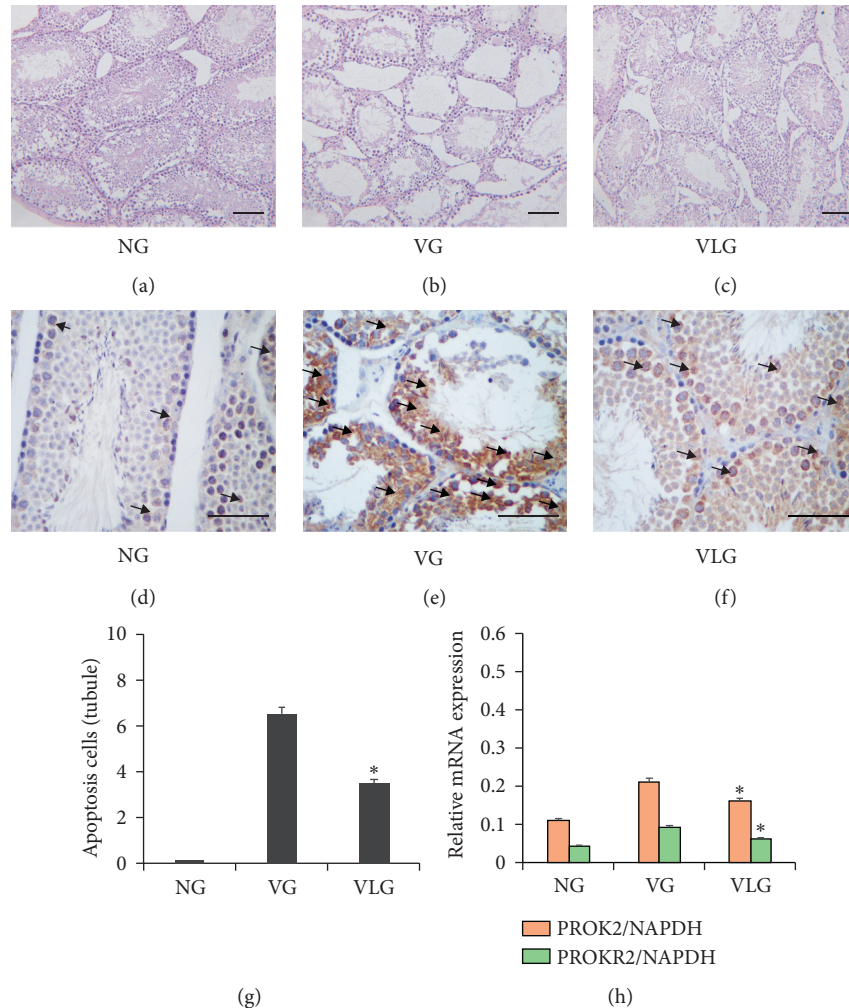 NG
VG
VLG
(a)
(b)
(c)
NG
VG
VLG
(d)
(e)
(f)
Apoptosis cells (tubule)
10
8
6
4
2
0
*
NG
VG
VLG
(g)
Relative mRNA expression
0.6
0.5
0.4
0.3
0.2
0.1
0
*
*
NG
VG
VLG
PROK2/NAPDH
PROKR2/NAPDH
(h)